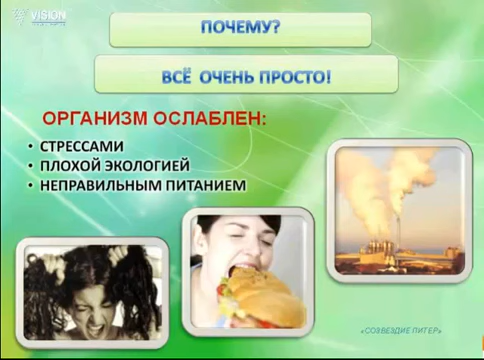 VISION
ПОЧЕМУ?
ВСЁ ОЧЕНЬ ПРОСТО!
ОРГАНИЗМ ОСЛАБЛЕН:
• СТРЕССАМИ
• ПЛОХОЙ ЭКОЛОГИЕЙ
• НЕПРАВИЛЬНЫМ ПИТАНИЕМ
«СОЗВЕЗДИЕ ПИТЕР»